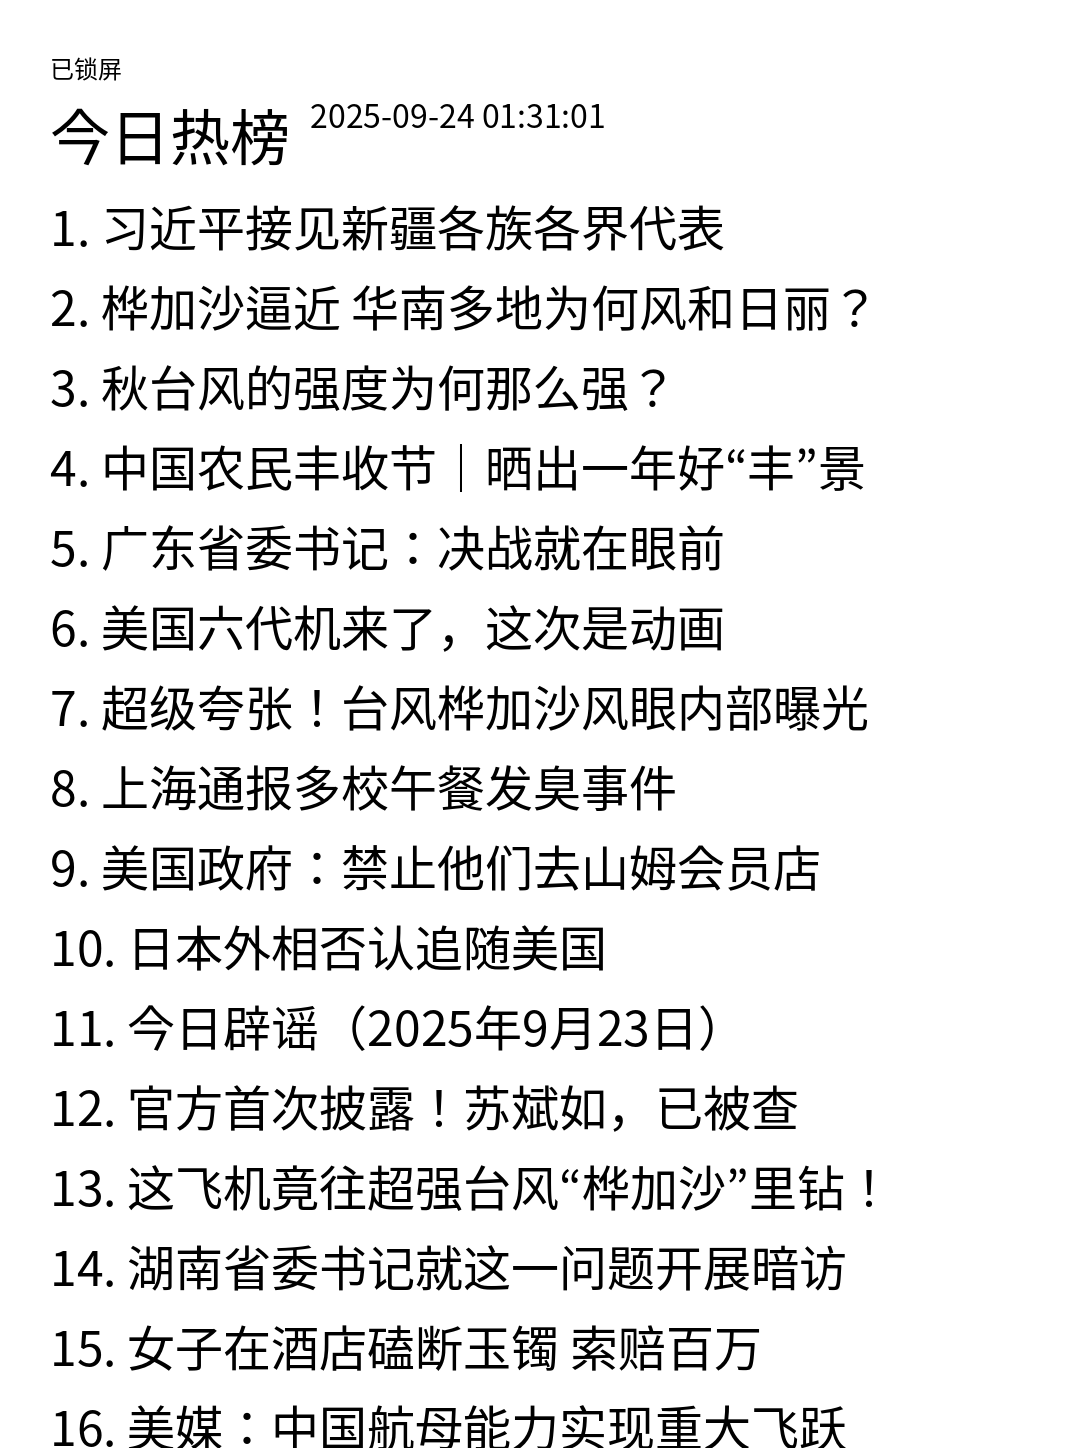 已锁屏
今日热榜 2025-09-24 01:31:01
1. 习近平接见新疆各族各界代表
2. 桦加沙逼近 华南多地为何风和日丽？
3. 秋台风的强度为何那么强？
4. 中国农民丰收节｜晒出一年好“丰”景
5. 广东省委书记：决战就在眼前
6. 美国六代机来了，这次是动画
7. 超级夸张！台风桦加沙风眼内部曝光
8. 上海通报多校午餐发臭事件
9. 美国政府：禁止他们去山姆会员店
10. 日本外相否认追随美国
11. 今日辟谣（2025年9月23日）
12. 官方首次披露！苏斌如，已被查
13. 这飞机竟往超强台风“桦加沙”里钻！
14. 湖南省委书记就这一问题开展暗访
15. 女子在酒店磕断玉镯 索赔百万
16. 美媒：中国航母能力实现重大飞跃